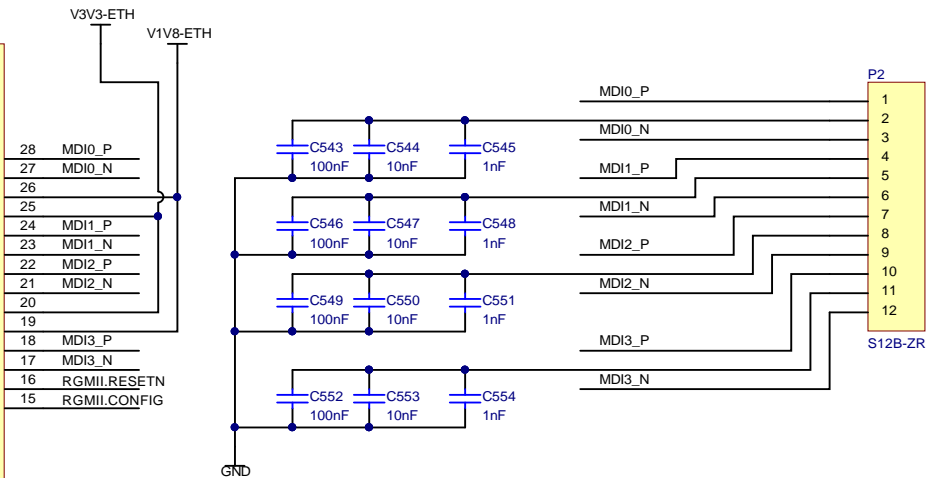 V3V3-ETH
V1V8-ETH
28 MDI0_P
27 MDI0_N
26
25
24 MDI1_P
23 MDI1_N
22 MDI2_P
21 MDI2_N
20
19
18 MDI3_P
17 MDI3_N
16 RGMII.RESETN
15 RGMII.CONFIG
C543 100nF
C544 10nF
C545 1nF
C546 100nF
C547 10nF
C548 1nF
C549 100nF
C550 10nF
C551 1nF
C552 100nF
C553 10nF
C554 1nF
GND
MDI0_P
MDI0_N
MDI1_P
MDI1_N
MDI2_P
MDI2_N
MDI3_P
MDI3_N
P2
1
2
3
4
5
6
7
8
9
10
11
12
S12B-ZR